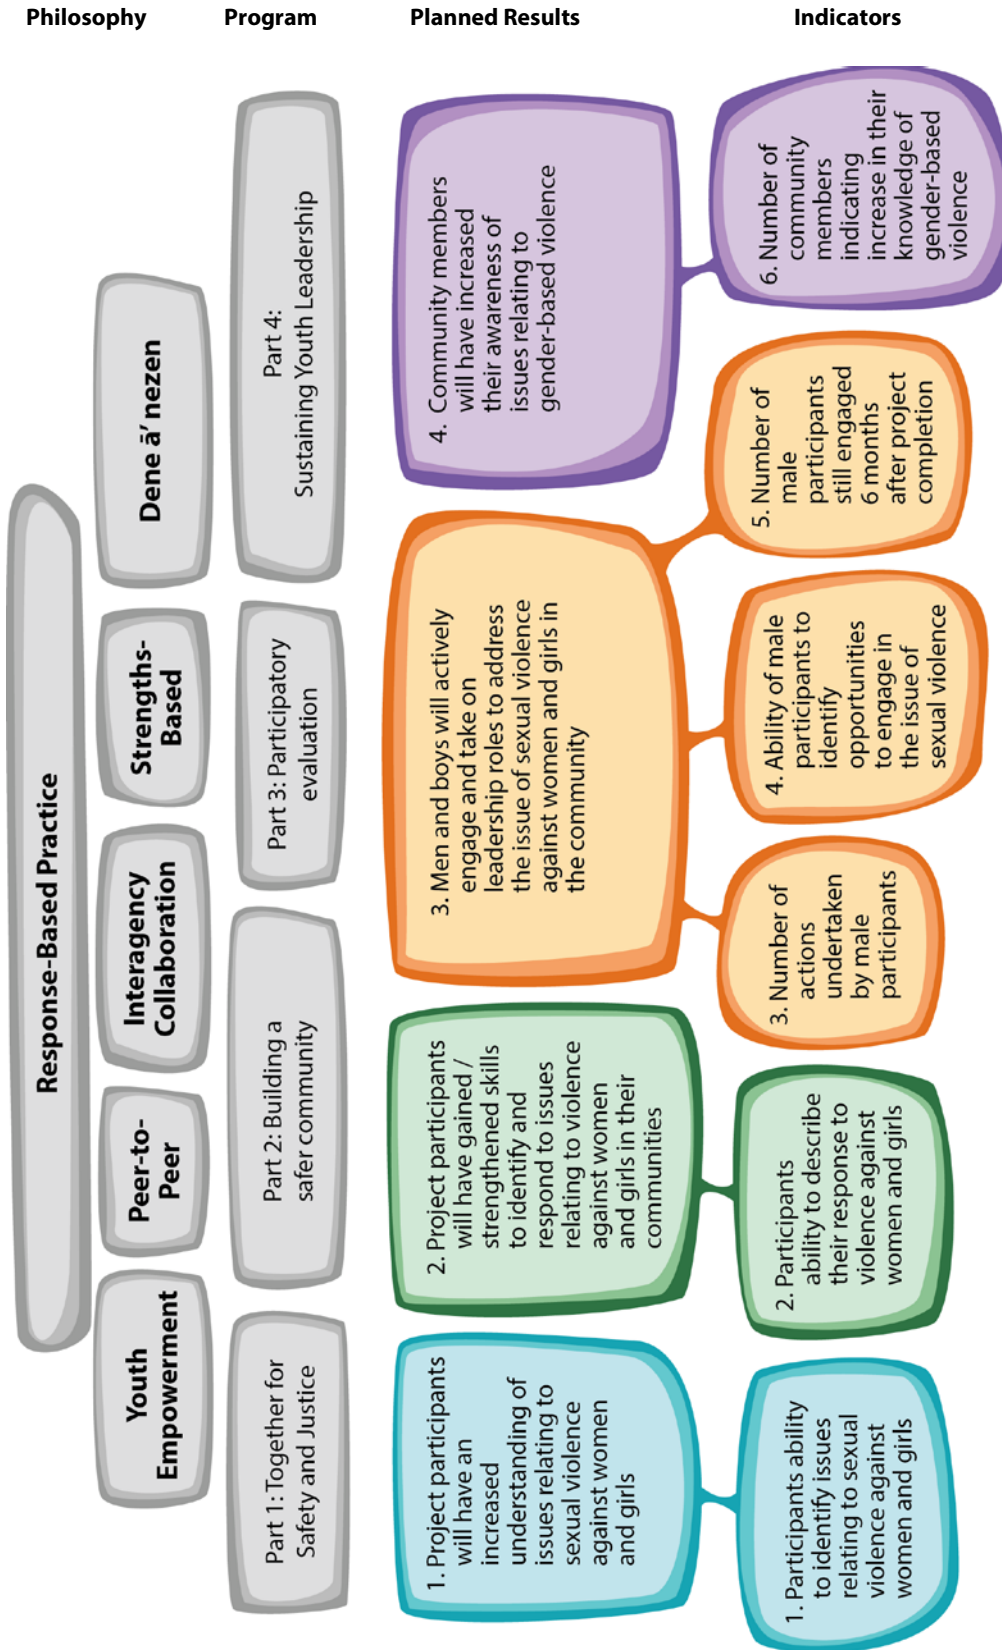 Philosophy
Program
Planned Results
Indicators
Response-Based Practice
Youth
Empowerment
Peer-to-
Peer
Interagency
Collaboration
Strengths-
Based
Dene ā' nezen
Part 1: Together for
Safety and Justice
Part 2: Building a
safer community
Part 3: Participatory
evaluation
Part 4:
Sustaining Youth Leadership
1. Project participants
will have an
increased
understanding of
issues relating to
sexual violence
against women
and girls
2. Project participants
will have gained /
strengthened skills
to identify and
respond to issues
relating to violence
against women
and girls in their
communities
3. Men and boys will actively
engage and take on
leadership roles to address
the issue of sexual violence
against women and girls in
the community
4. Community members
will have increased
their awareness of
issues relating to
gender-based violence
1. Participants ability
to identify issues
relating to sexual
violence against
women and girls
2. Participants
ability to describe
their response to
violence against
women and girls
3. Number of
actions
undertaken
by male
participants
4. Ability of male
participants to
identify
opportunities
to engage in
the issue of
sexual violence
5. Number of
male
participants
still engaged
6 months
after project
completion
6. Number of
community
members
indicating
increase in their
knowledge of
gender-based
violence